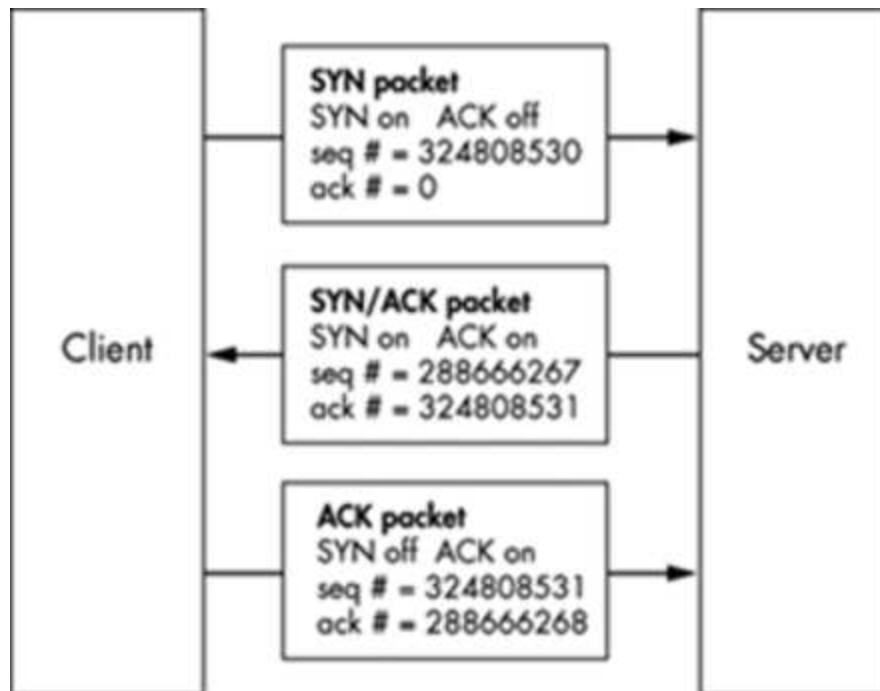 SYN packet
SYN on ACK off
seq # = 324808530
ack # = 0
SYN/ACK packet
SYN on ACK on
seq # = 288666267
ack # = 324808531
Client
Server
ACK packet
SYN off ACK on
seq # = 324808531
ack # = 288666268